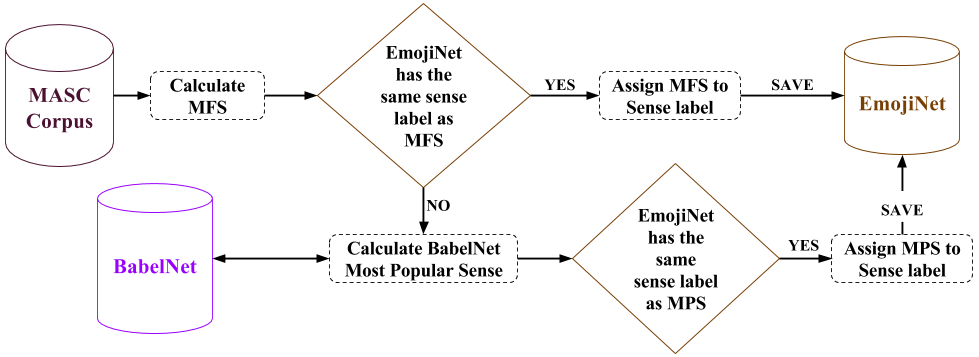 MASC
Corpus
Calculate
MFS
EmojiNet
has the
same sense
label as
MFS
YES
Assign MFS to
Sense label
SAVE
EmojiNet
NO
BabelNet
Calculate BabelNet
Most Popular Sense
EmojiNet
has the
same
sense label
as MPS
YES
Assign MPS to
Sense label
SAVE